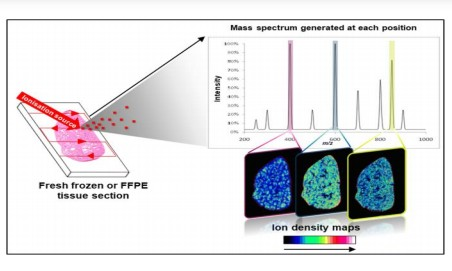 Mass spectrum generated at each position
100%
90%
80%
70%
60%
50%
40%
30%
20%
10%
0%
Intensity
200
400
m/z
600
800
1000
Ionisation source
Fresh frozen or FFPE
tissue section
Ion density maps